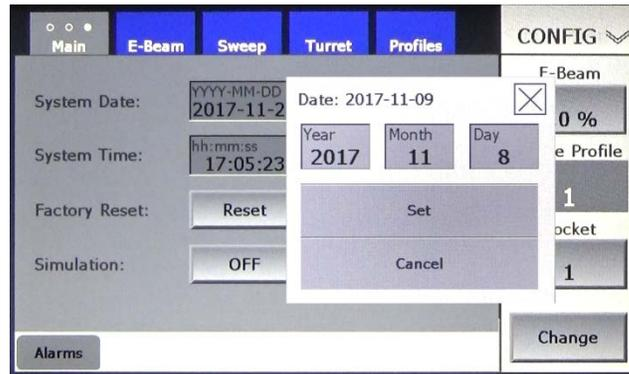 Main
E-Beam
Sweep
Turret
Profiles
CONFIG
E-Beam
0 %
e Profile
1
ocket
1
Change
System Date:
YYYY-MM-DD
2017-11-2
System Time:
hh:mm:ss
17:05:23
Factory Reset:
Reset
Simulation:
OFF
Date: 2017-11-09
Year
Month
Day
2017
11
8
Set
Cancel
Alarms